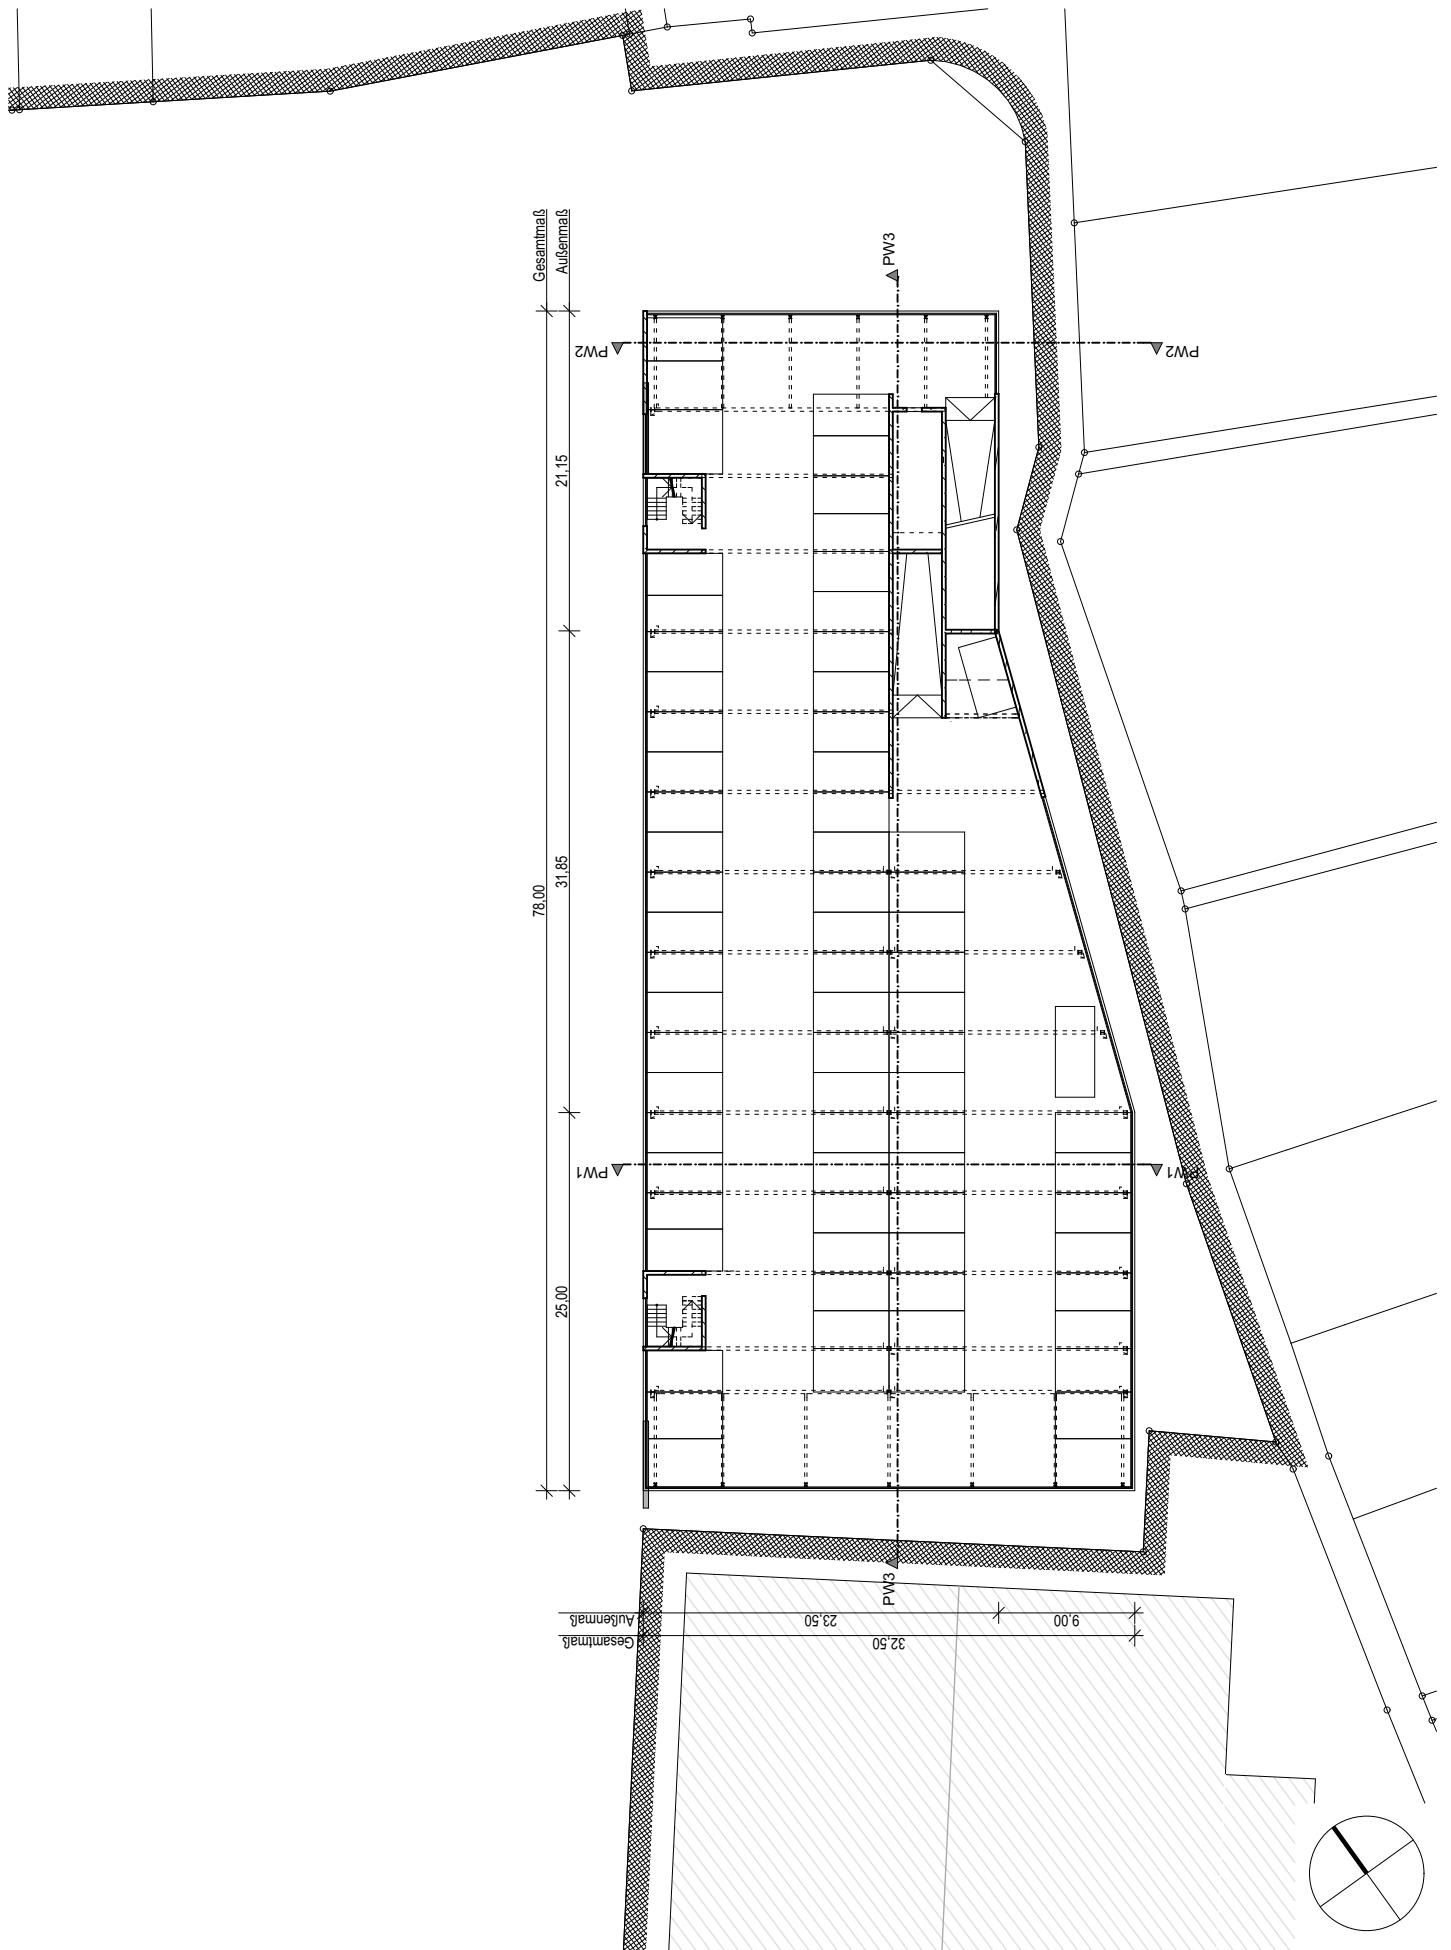 Gesamtmaß
Außenmaß
PW3
PW2
PW2
21,15
31,85
78,00
PW1
PW1
25,00
PW3
Außenmaß
23,50
9,00
Gesamtmaß
32,50